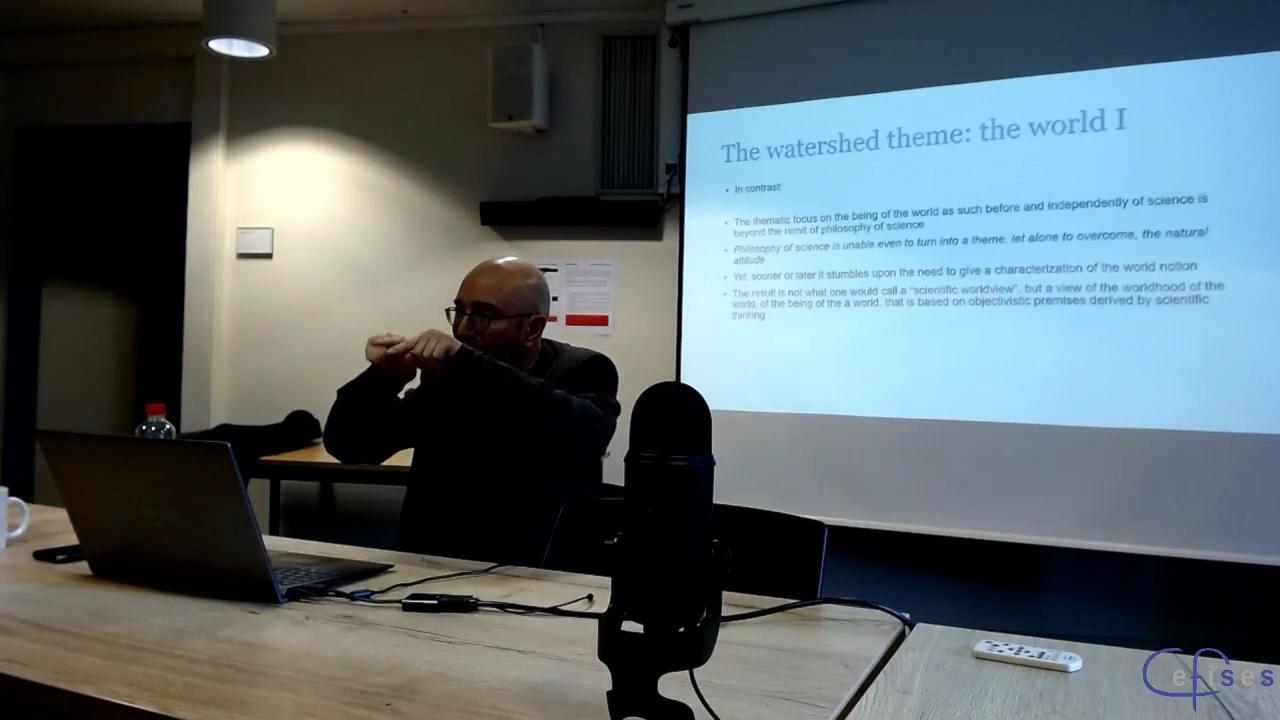 The watershed theme: the world I
• In contrast:
• The thematic focus on the being of the world as such before and independently of science is
beyond the remit of philosophy of science
• Philosophy of science is unable even to turn into a theme, let alone to overcome, the natural
attitude
• Yet, sooner or later it stumbles upon the need to give a characterization of the world notion
• The result is not what one would call a "scientific worldview", but a view of the worldhood of the
world, of the being of the a world, that is based on objectivistic premises derived by scientific
thinking
Cefises